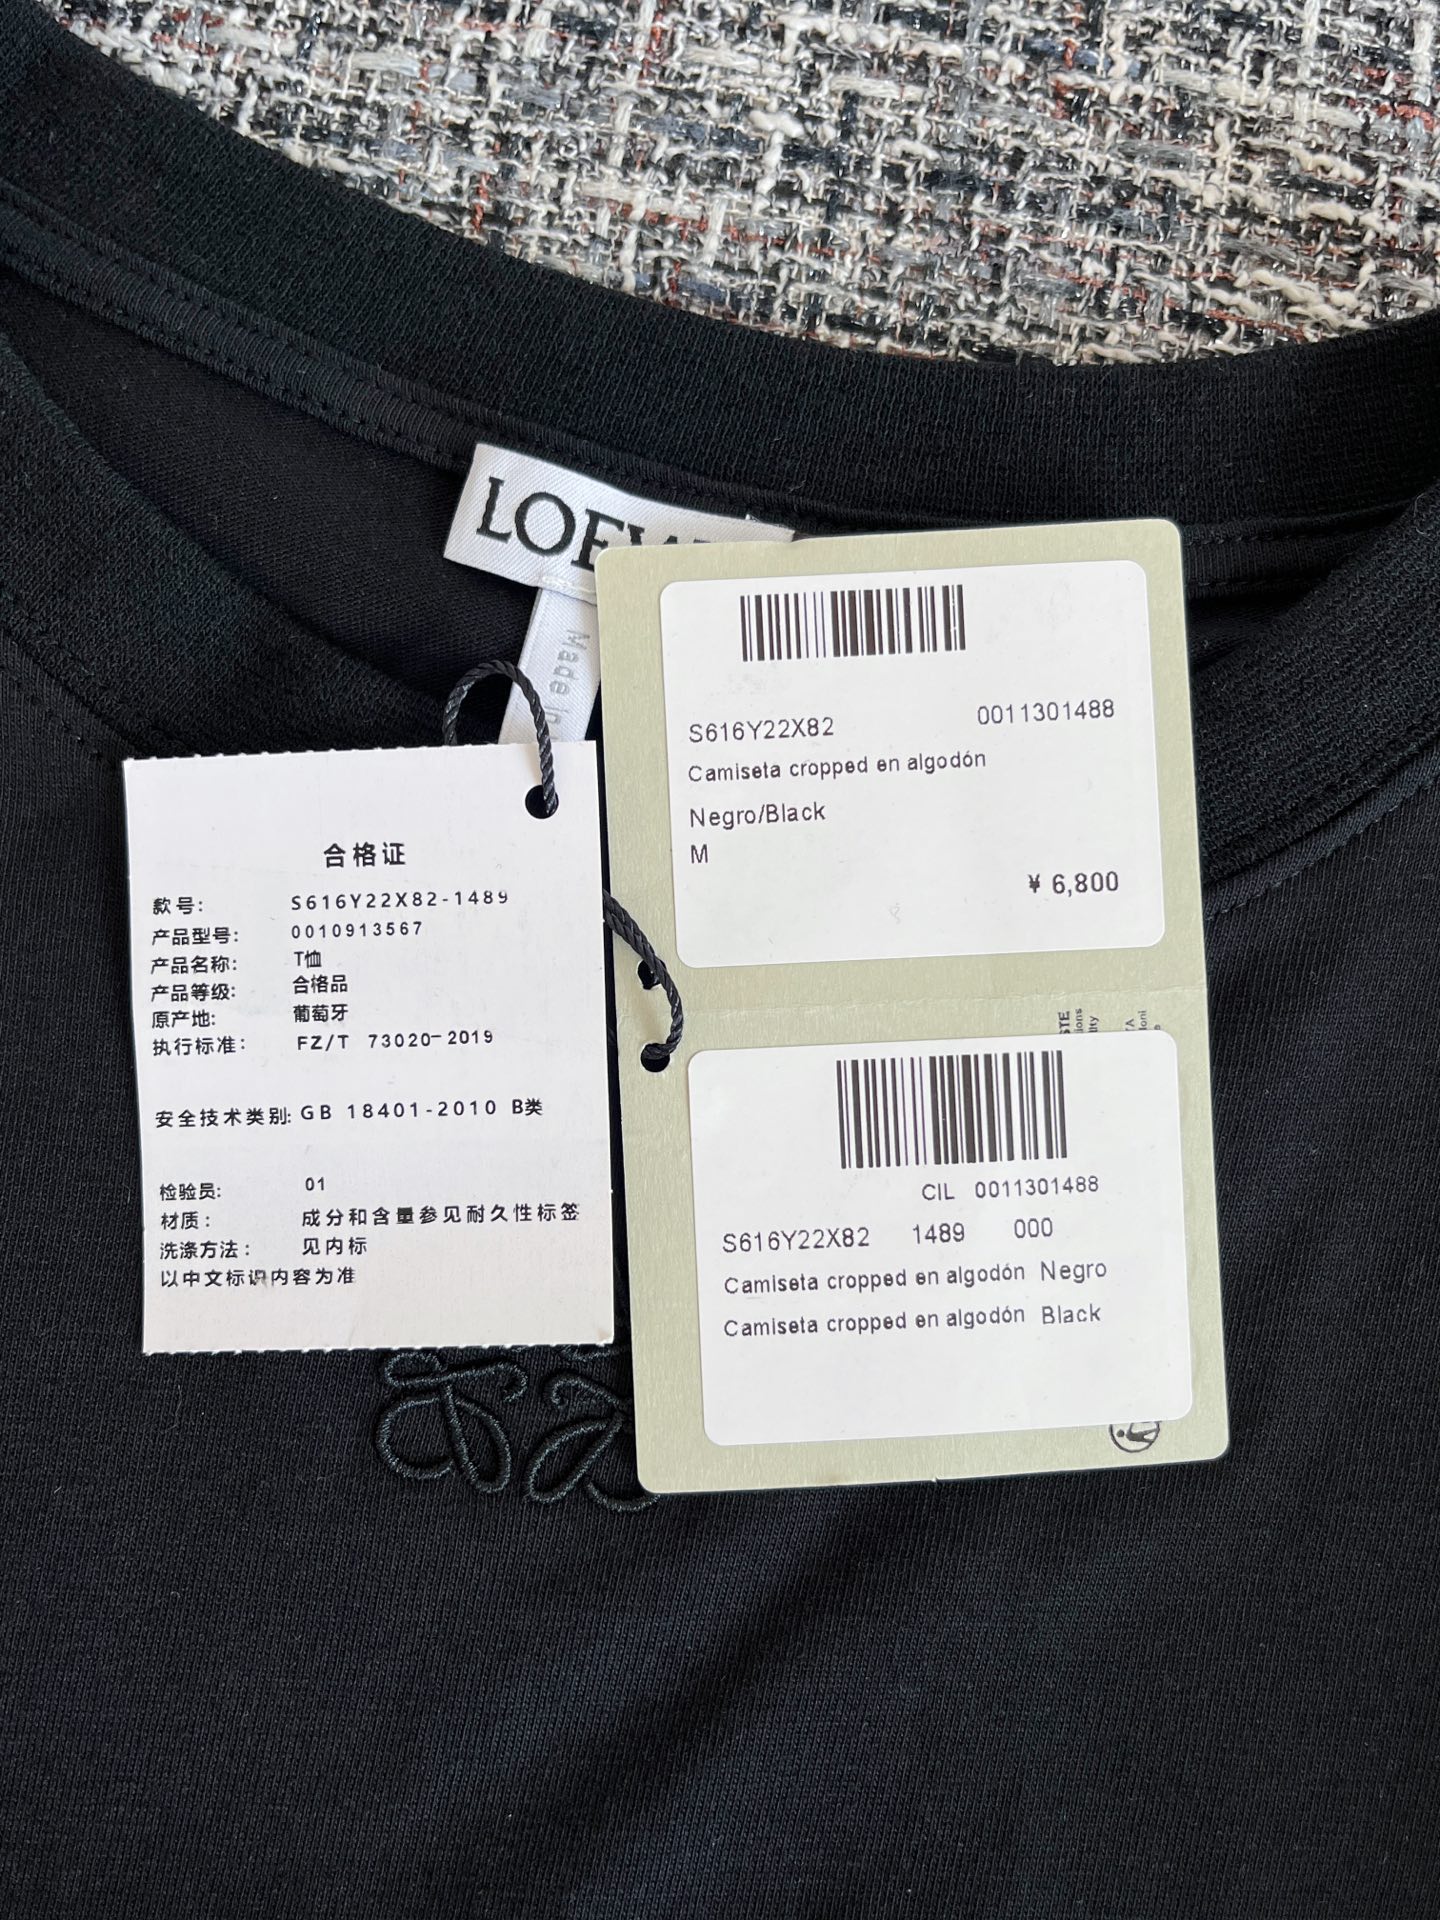 Made in
合格证
款号: S616Y22X82-1489
产品型号: 0010913567
产品名称: T恤
产品等级: 合格品
原产地: 葡萄牙
执行标准: FZ/T 73020-2019
安全技术类别: GB 18401-2010 B类
检验员: 01
材质: 成分和含量参见耐久性标签
洗涤方法: 见内标
以中文标识内容为准
S616Y22X82 0011301488
Camiseta cropped en algodón
Negro/Black
M
¥ 6,800
CIL 0011301488
S616Y22X82 1489 000
Camiseta cropped en algodón Negro
Camiseta cropped en algodón Black